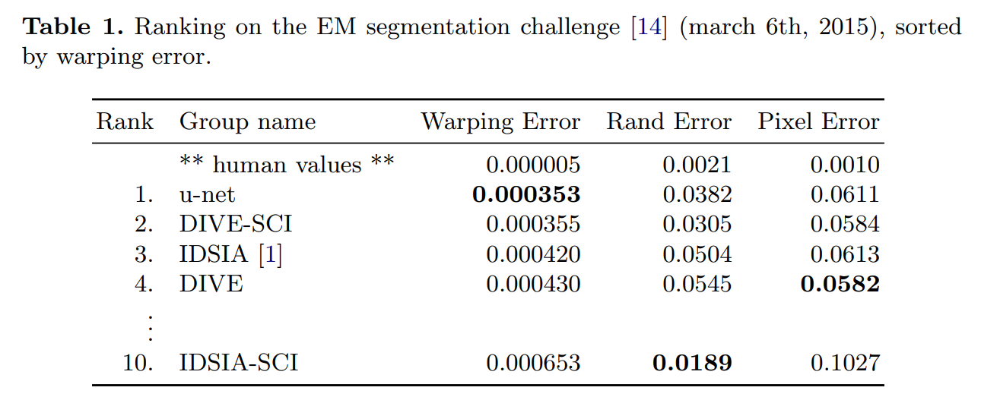 Table 1. Ranking on the EM segmentation challenge [14] (march 6th, 2015), sorted
by warping error.
Rank Group name Warping Error Rand Error Pixel Error
** human values ** 0.000005 0.0021 0.0010
1. u-net 0.000353 0.0382 0.0611
2. DIVE-SCI 0.000355 0.0305 0.0584
3. IDSIA [1] 0.000420 0.0504 0.0613
4. DIVE 0.000430 0.0545 0.0582
⋮
10. IDSIA-SCI 0.000653 0.0189 0.1027